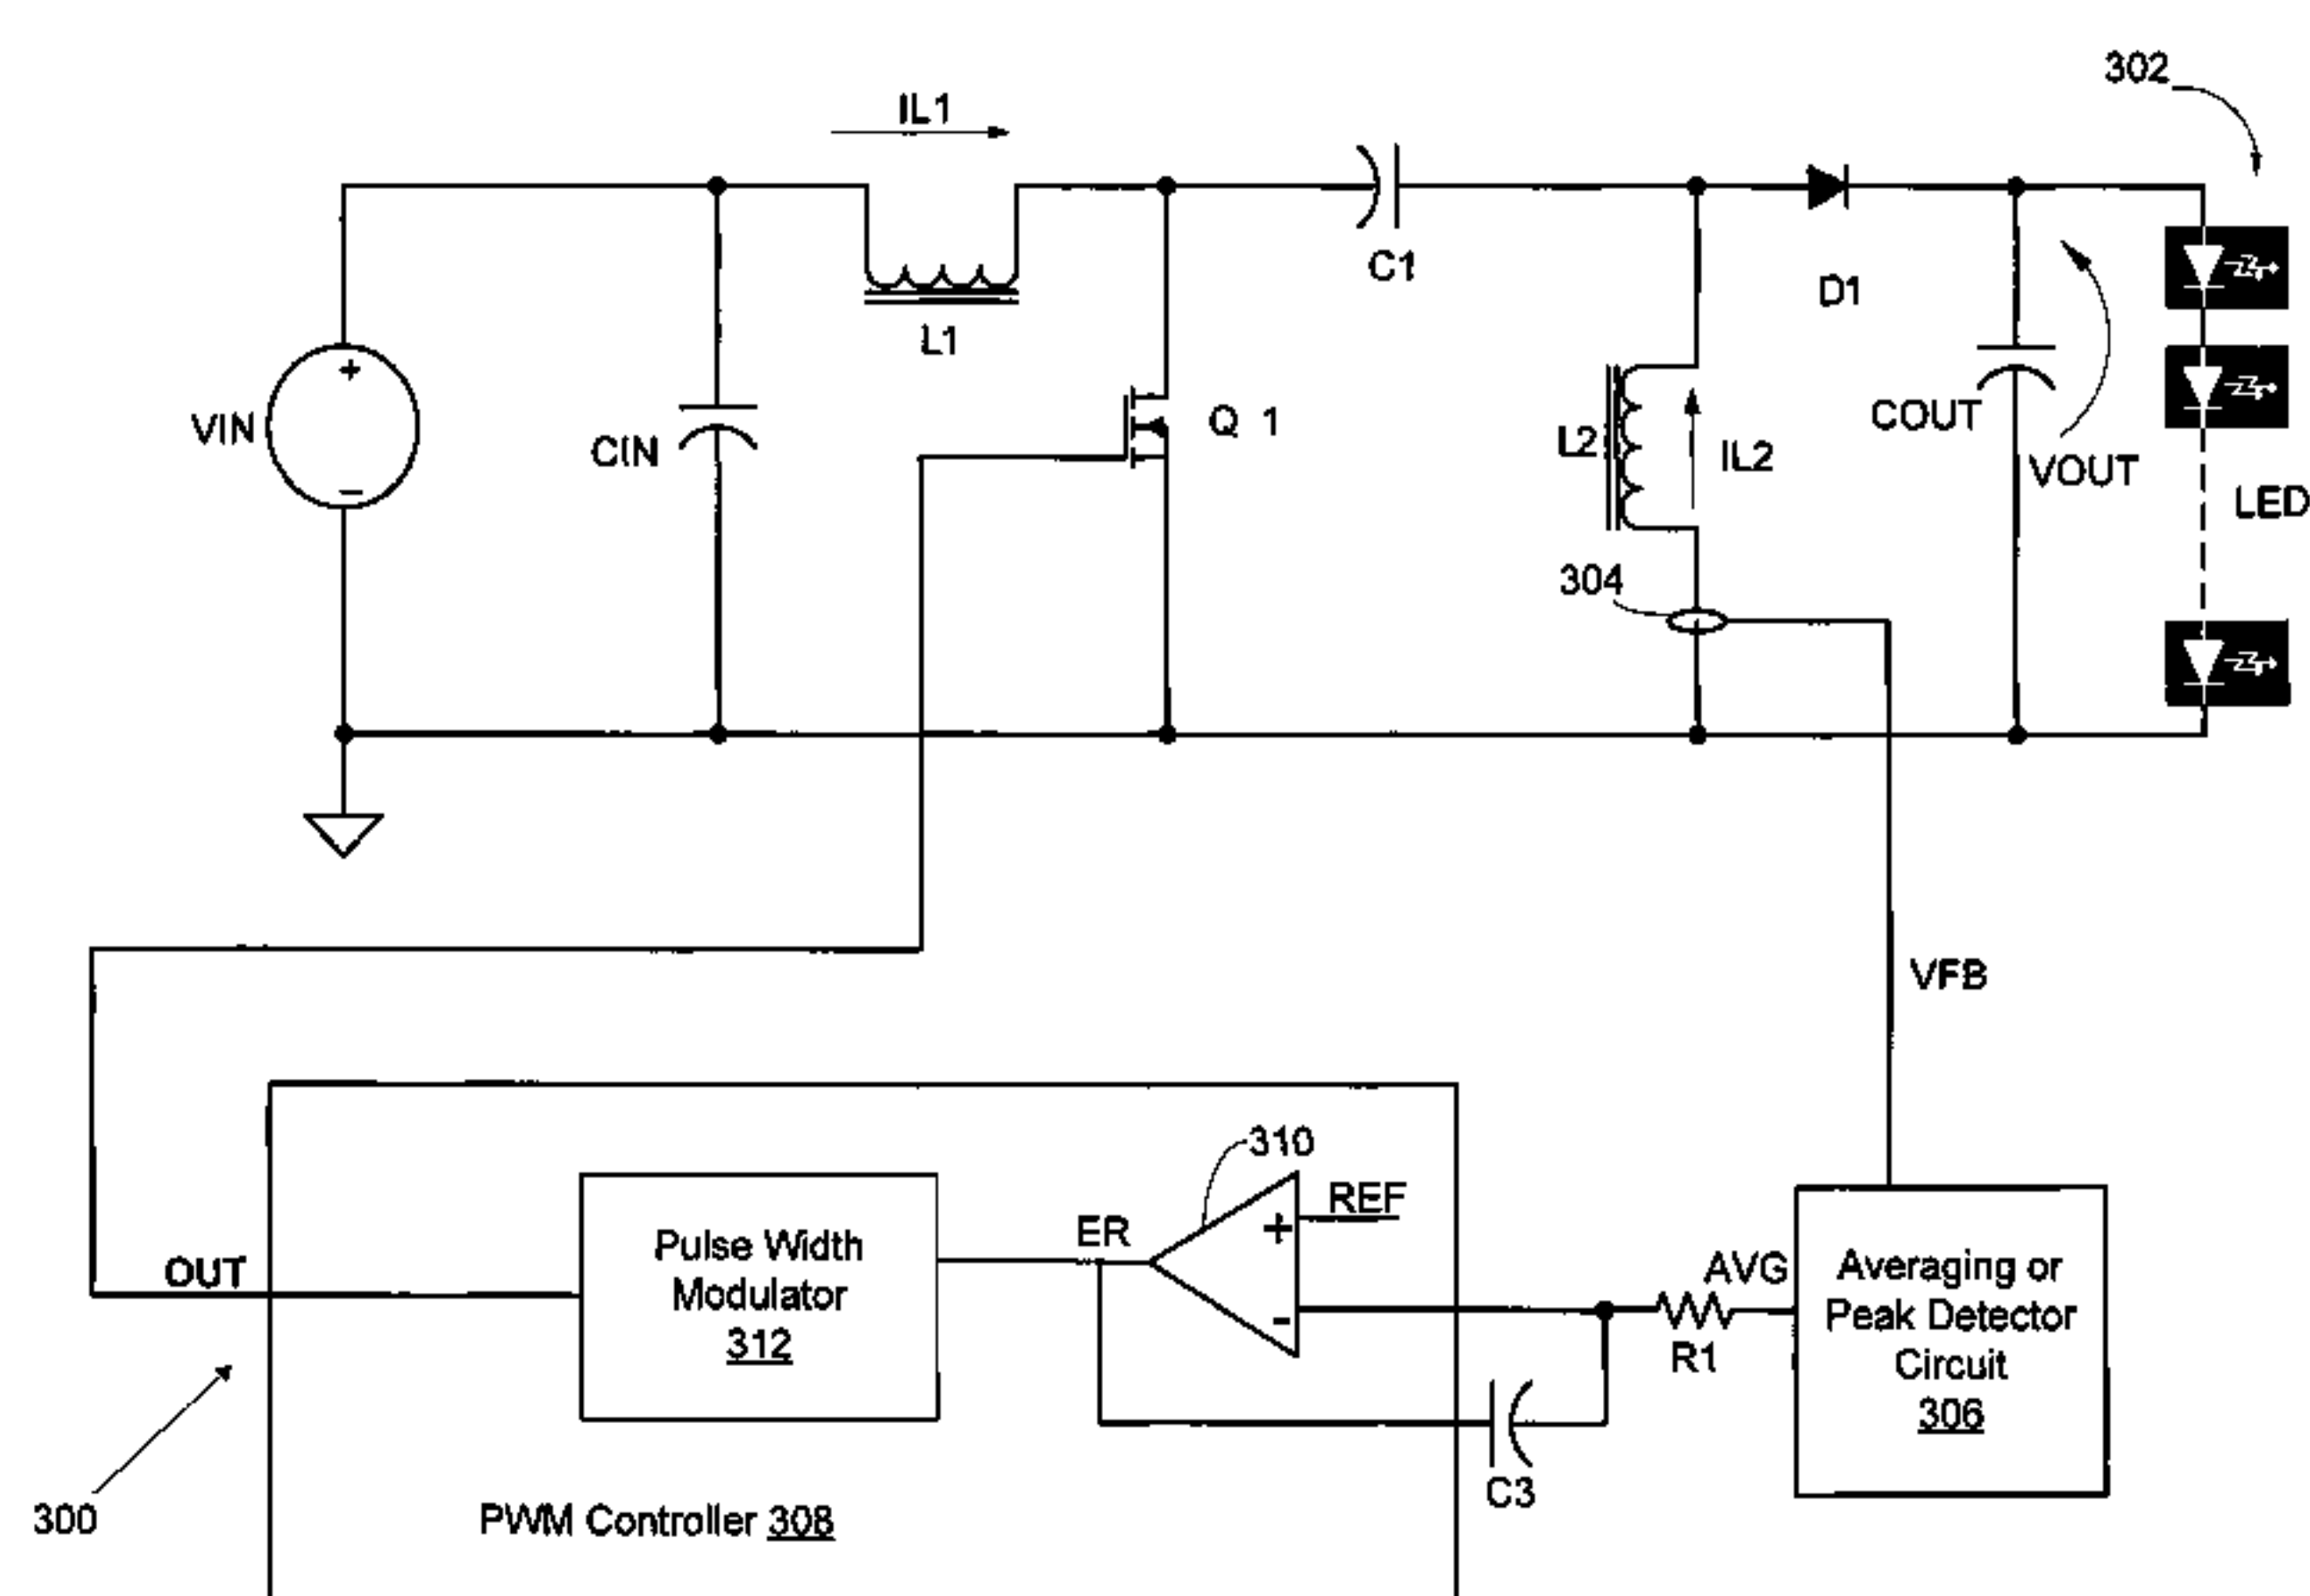 302
IL1
C1
D1
L1
+
VIN
-
CIN
Q 1
L2
IL2
COUT
VOUT
LED
304
VFB
310
REF
+
ER
-
Pulse Width
Modulator
312
OUT
AVG
R1
Averaging or
Peak Detector
Circuit
306
C3
300
PWM Controller 308